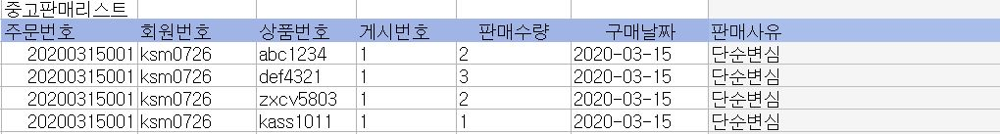 중고판매리스트
주문번호 회원번호 상품번호 게시번호 판매수량 구매날짜 판매사유
20200315001 ksm0726 abc1234 1 2 2020-03-15 단순변심
20200315001 ksm0726 def4321 1 3 2020-03-15 단순변심
20200315001 ksm0726 zxcv5803 1 2 2020-03-15 단순변심
20200315001 ksm0726 kass1011 1 1 2020-03-15 단순변심